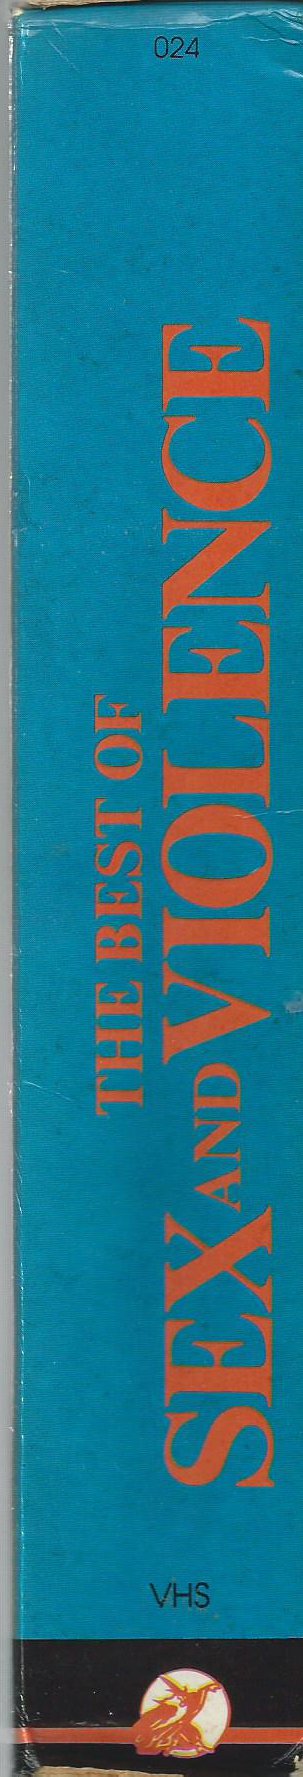 024
THE BEST OF
SEX AND VIOLENCE
VHS